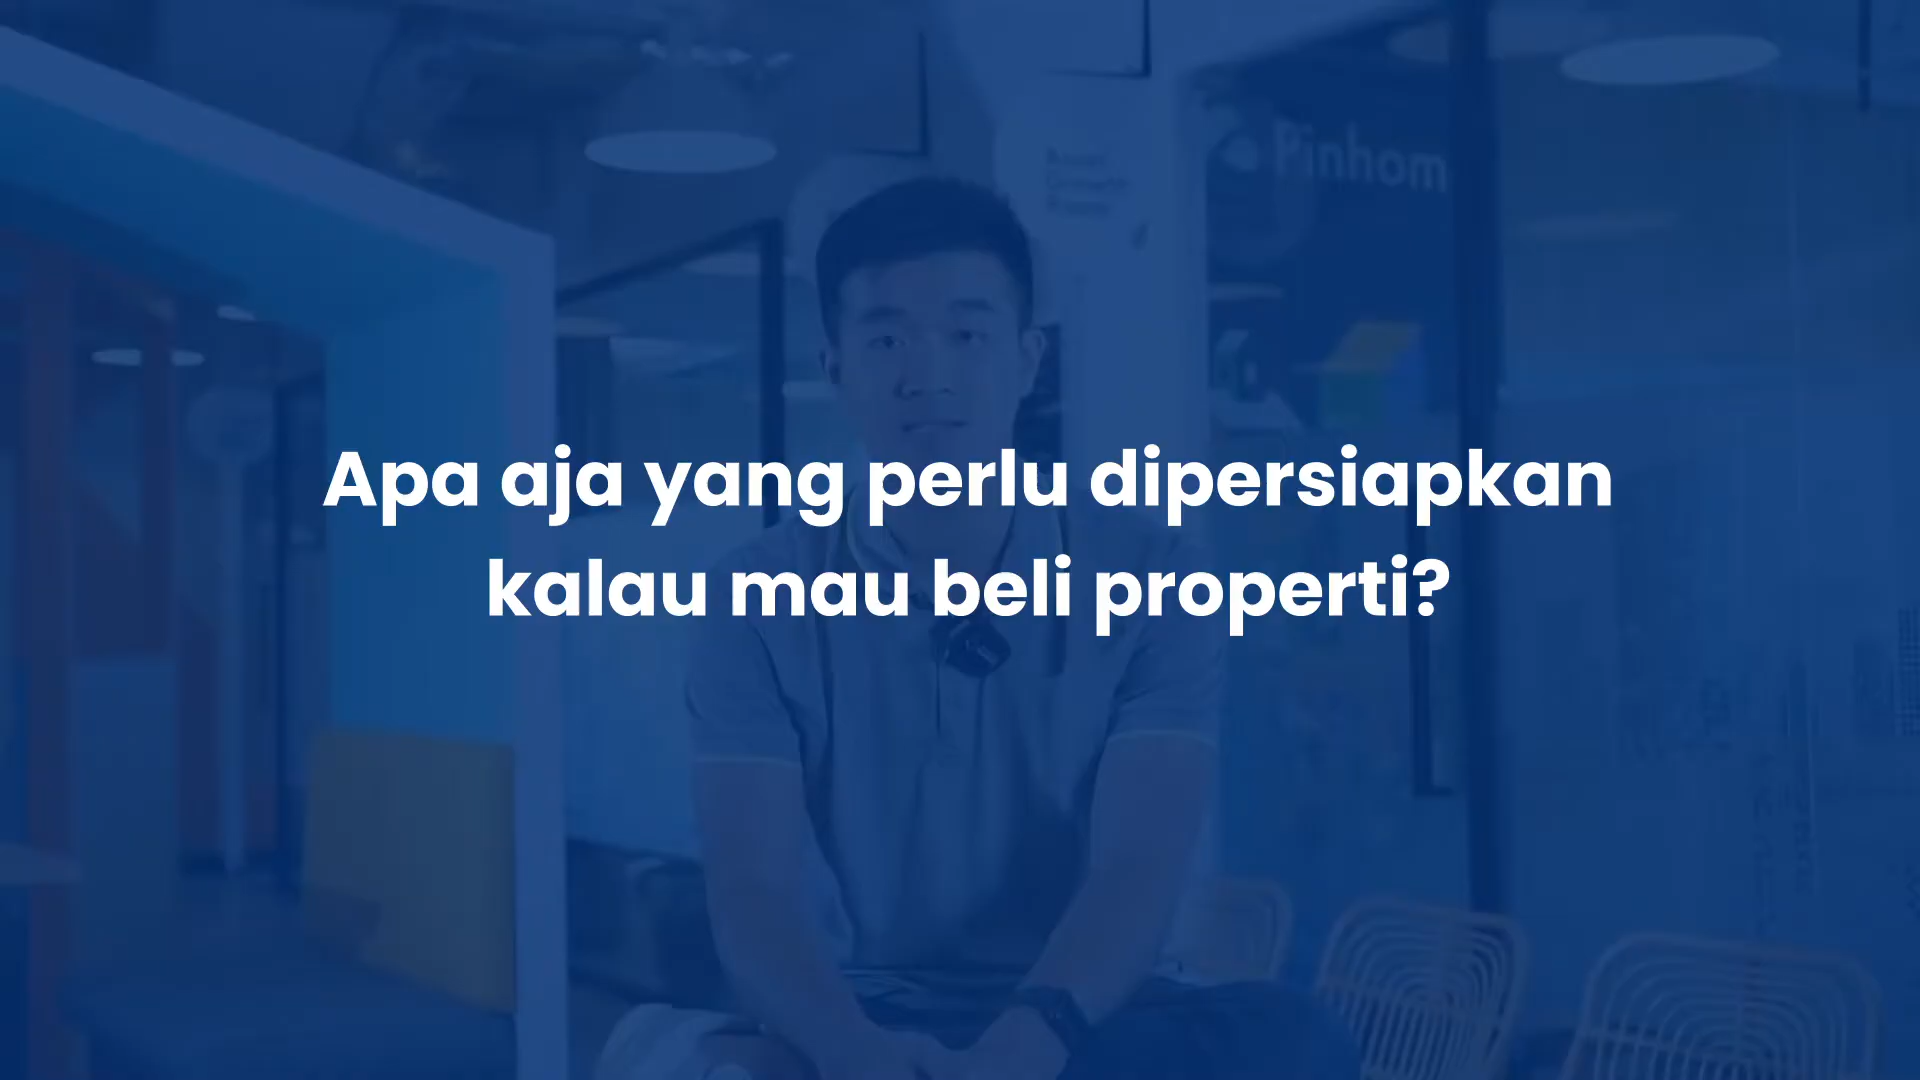 Pinhom
Apa aja yang perlu dipersiapkan
kalau mau beli properti?